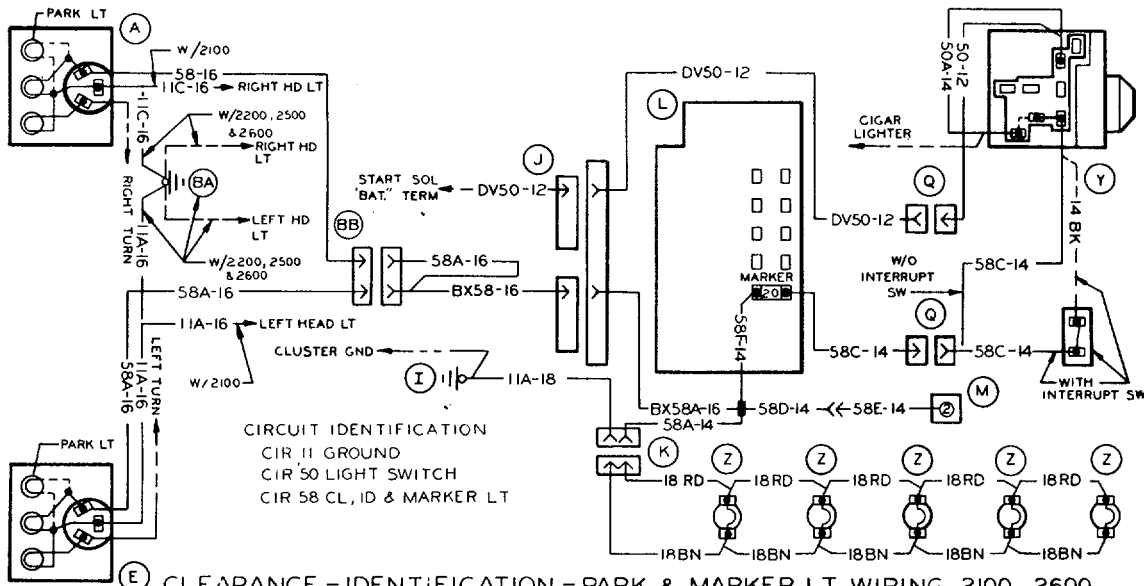 PARK LT
A
W/2100
58-16
11C-16
RIGHT HD LT
11C-16
W/2200, 2500
& 2600
RIGHT HD
LT
BA
RIGHT TURN
LEFT HD
LT
11A-16
W/2200, 2500
& 2600
58A-16
11A-16
LEFT HEAD LT
W/2100
58A-16
11A-16
LEFT TURN
PARK LT
E
BB
58A-16
BX58-16
START SOL
"BAT." TERM
DV50-12
J
DV50-12
L
MARKER
20
58F-14
CLUSTER GND
I
11A-18
BX58A-16
58A-14
58D-14
58E-14
2
M
K
CIRCUIT IDENTIFICATION
CIR 11 GROUND
CIR 50 LIGHT SWITCH
CIR 58 CL, ID & MARKER LT
50A-14
50-12
CIGAR
LIGHTER
Y
Q
DV50-12
14 BK
W/O
INTERRUPT
SW
58C-14
Q
58C-14
58C-14
WITH
INTERRUPT SW
Z
Z
Z
Z
Z
18 RD
18 RD
18 RD
18 RD
18 RD
18BN
18BN
18BN
18BN
18BN
CLEARANCE-IDENTIFICATION-PARK & MARKER LT WIRING 2100-2600